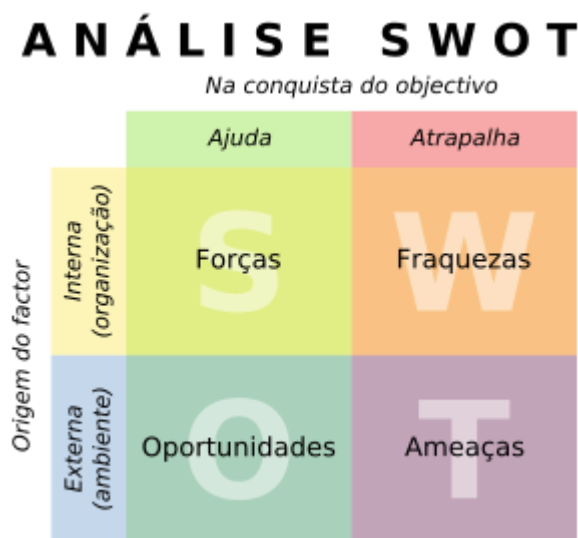 ANÁLISE SWOT
Na conquista do objectivo
Ajuda
Atrapalha
Origem do factor
Interna
(organização)
S
Forças
W
Fraquezas
Externa
(ambiente)
O
Oportunidades
T
Ameaças